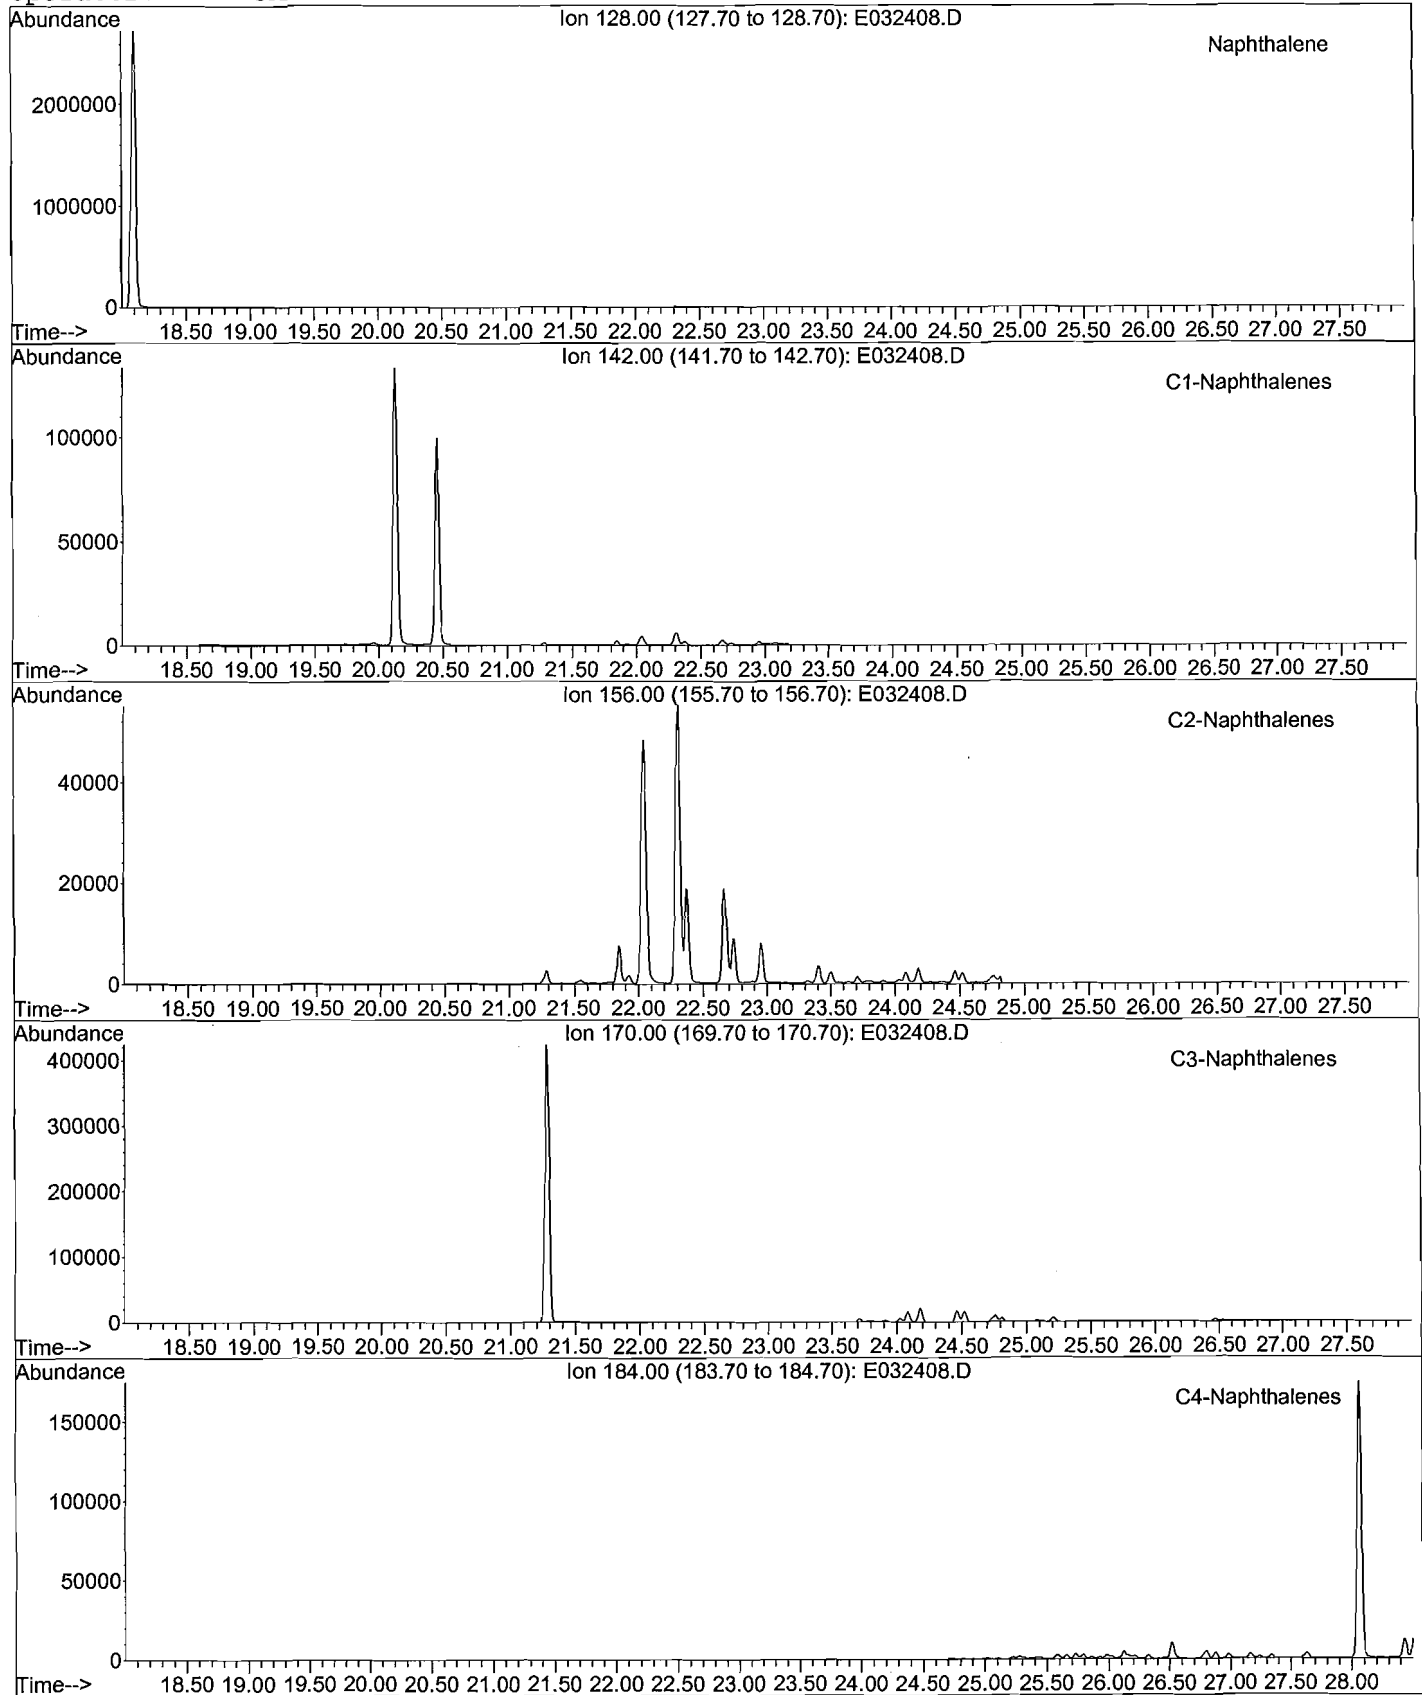 Abundance
Ion 128.00 (127.70 to 128.70): E032408.D
Naphthalene
2000000
1000000
0
Time--> 18.50 19.00 19.50 20.00 20.50 21.00 21.50 22.00 22.50 23.00 23.50 24.00 24.50 25.00 25.50 26.00 26.50 27.00 27.50
Abundance
Ion 142.00 (141.70 to 142.70): E032408.D
C1-Naphthalenes
100000
50000
0
Time--> 18.50 19.00 19.50 20.00 20.50 21.00 21.50 22.00 22.50 23.00 23.50 24.00 24.50 25.00 25.50 26.00 26.50 27.00 27.50
Abundance
Ion 156.00 (155.70 to 156.70): E032408.D
C2-Naphthalenes
40000
20000
0
Time--> 18.50 19.00 19.50 20.00 20.50 21.00 21.50 22.00 22.50 23.00 23.50 24.00 24.50 25.00 25.50 26.00 26.50 27.00 27.50
Abundance
Ion 170.00 (169.70 to 170.70): E032408.D
C3-Naphthalenes
400000
300000
200000
100000
0
Time--> 18.50 19.00 19.50 20.00 20.50 21.00 21.50 22.00 22.50 23.00 23.50 24.00 24.50 25.00 25.50 26.00 26.50 27.00 27.50
Abundance
Ion 184.00 (183.70 to 184.70): E032408.D
C4-Naphthalenes
150000
100000
50000
0
Time--> 18.50 19.00 19.50 20.00 20.50 21.00 21.50 22.00 22.50 23.00 23.50 24.00 24.50 25.00 25.50 26.00 26.50 27.00 27.50 28.00